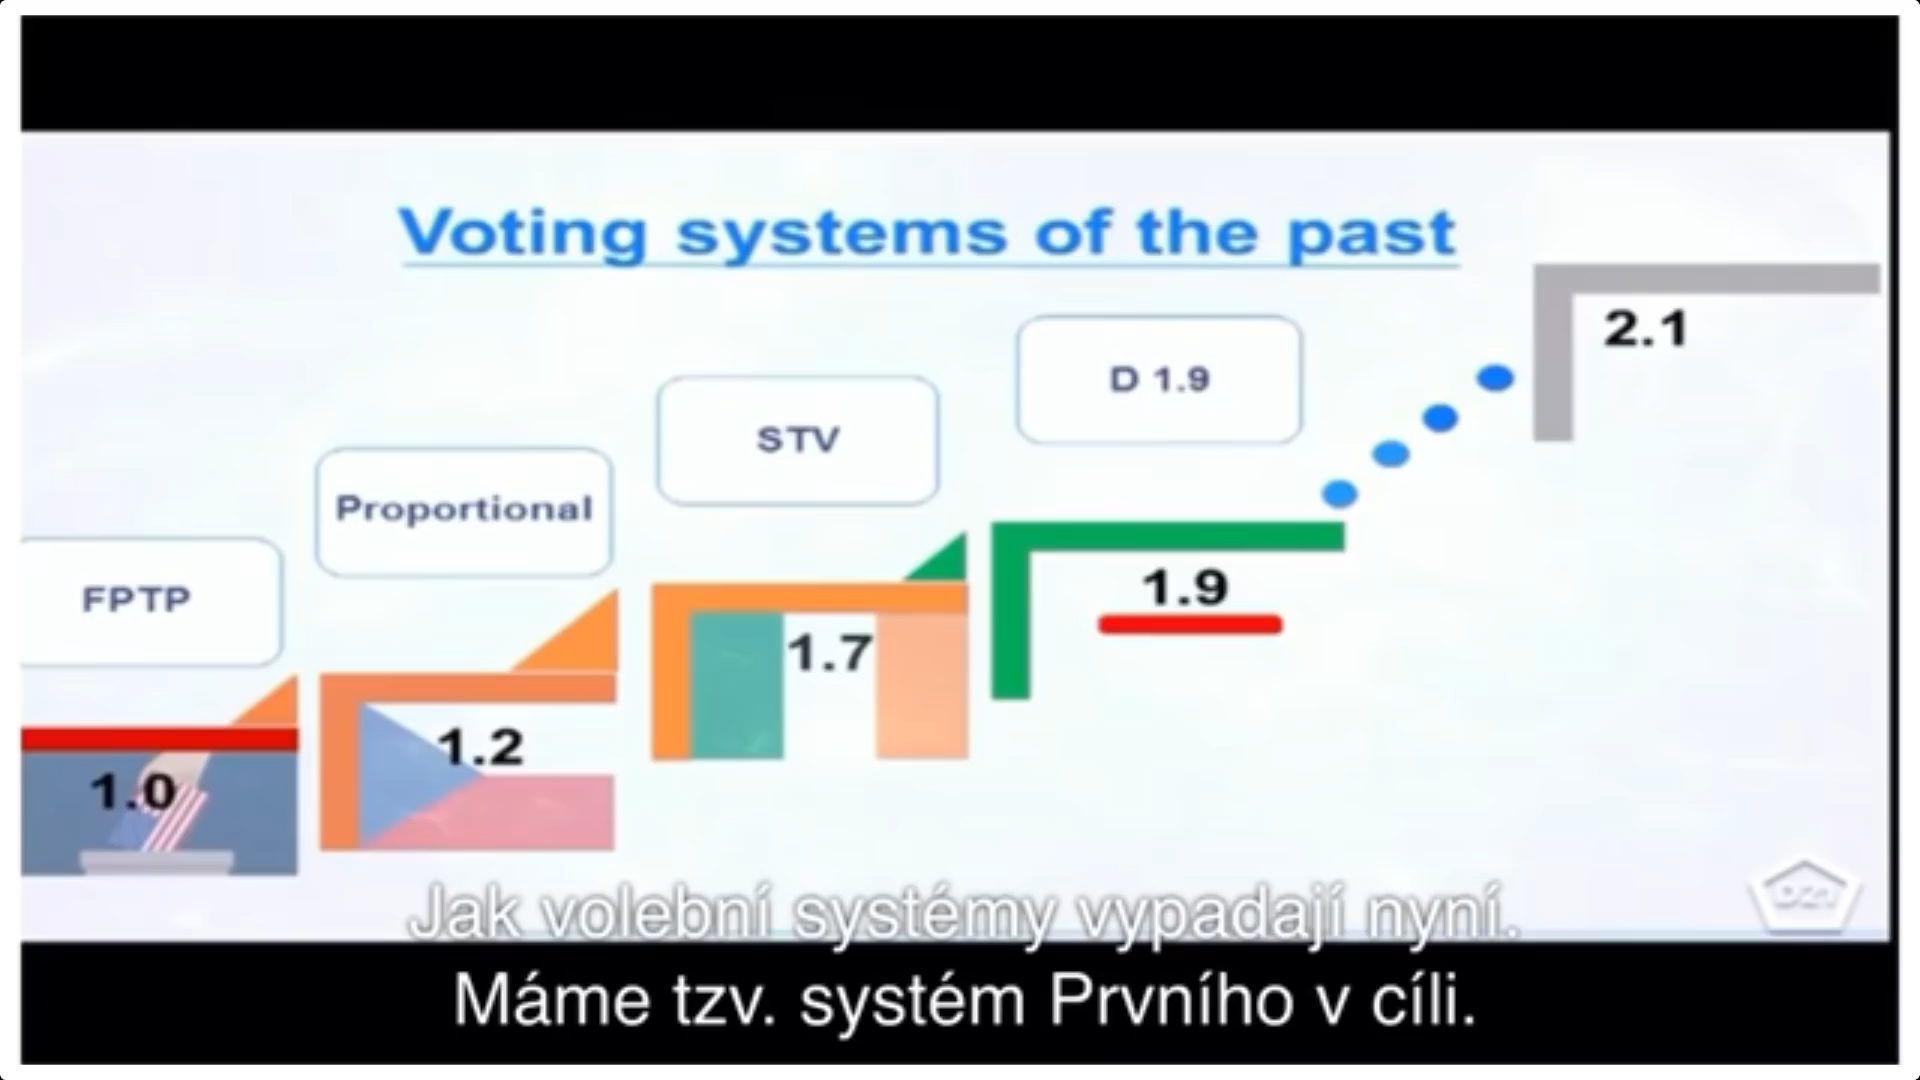 Voting systems of the past
2.1
D 1.9
STV
Proportional
FPTP
1.9
1.7
1.2
1.0
D21
Jak volební systémy vypadají nyní.
Máme tzv. systém Prvního v cíli.